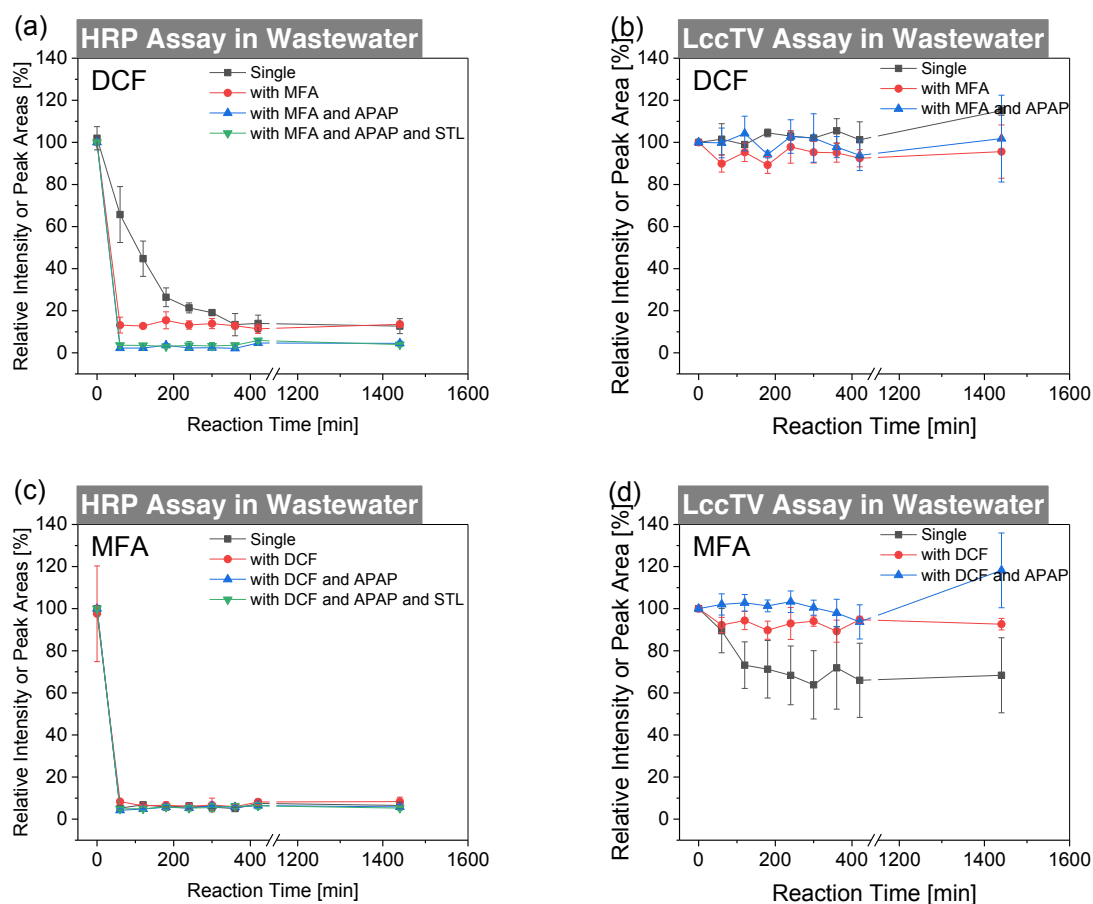 (a)
HRP Assay in Wastewater
DCF
Single
with MFA
with MFA and APAP
with MFA and APAP and STL
Relative Intensity or Peak Areas [%]
140
120
100
80
60
40
20
0
0 200 400 1200 1400 1600
Reaction Time [min]
(b)
LccTV Assay in Wastewater
DCF
Single
with MFA
with MFA and APAP
Relative Intensity or Peak Area [%]
140
120
100
80
60
40
20
0
0 200 400 1200 1400 1600
Reaction Time [min]
(c)
HRP Assay in Wastewater
MFA
Single
with DCF
with DCF and APAP
with DCF and APAP and STL
Relative Intensity or Peak Areas [%]
140
120
100
80
60
40
20
0
0 200 400 1200 1400 1600
Reaction Time [min]
(d)
LccTV Assay in Wastewater
MFA
Single
with DCF
with DCF and APAP
Relative Intensity or Peak Area [%]
140
120
100
80
60
40
20
0
0 200 400 1200 1400 1600
Reaction Time [min]